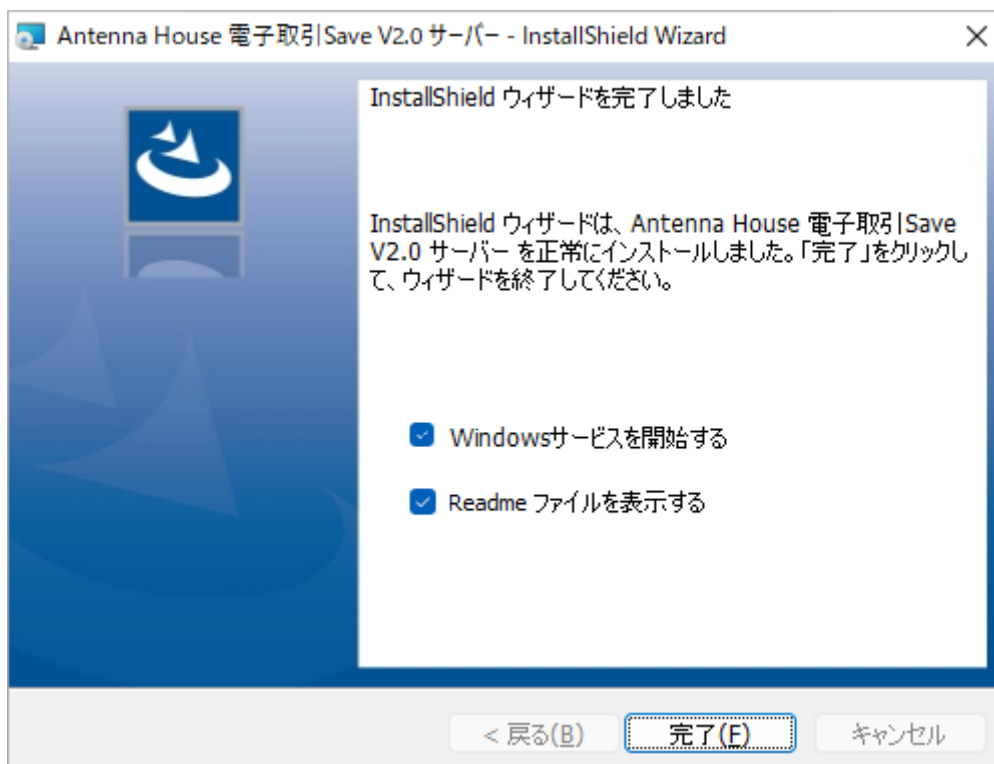 Antenna House 電子取引Save V2.0 サーバー - InstallShield Wizard
InstallShield ウィザードを完了しました
InstallShield ウィザードは、Antenna House 電子取引Save
V2.0 サーバー を正常にインストールしました。「完了」をクリックし
て、ウィザードを終了してください。
Windowsサービスを開始する
Readme ファイルを表示する
< 戻る(B)
完了(F)
キャンセル